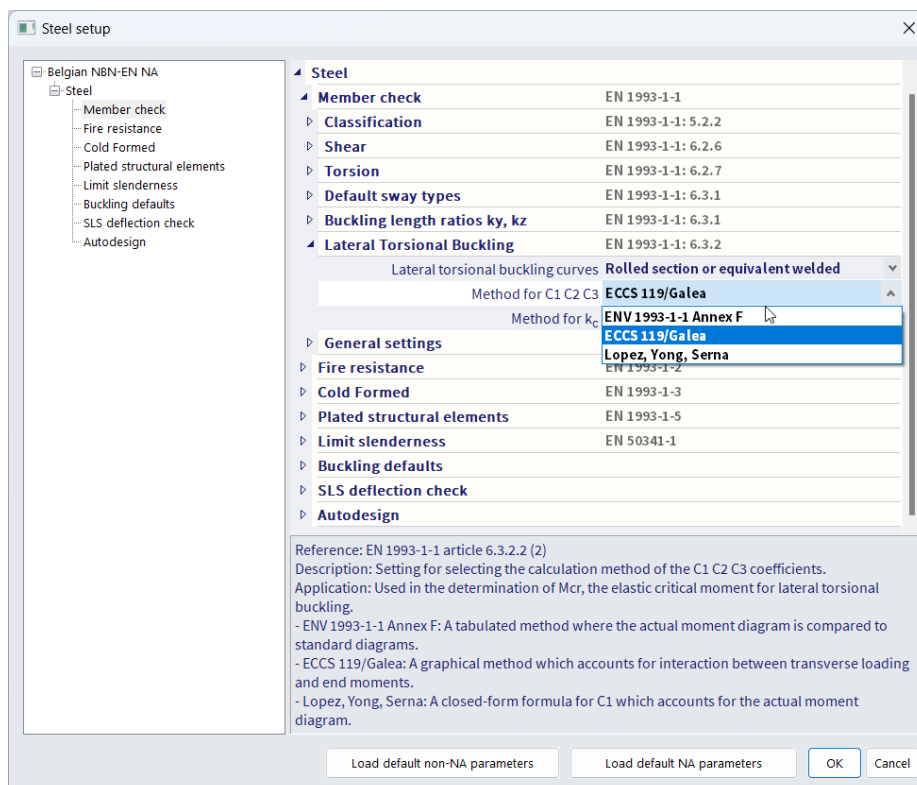 Steel setup
Belgian NBN-EN NA
Steel
Member check
Fire resistance
Cold Formed
Plated structural elements
Limit slenderness
Buckling defaults
SLS deflection check
Autodesign
Steel
Member check EN 1993-1-1
Classification EN 1993-1-1: 5.2.2
Shear EN 1993-1-1: 6.2.6
Torsion EN 1993-1-1: 6.2.7
Default sway types EN 1993-1-1: 6.3.1
Buckling length ratios ky, kz EN 1993-1-1: 6.3.1
Lateral Torsional Buckling EN 1993-1-1: 6.3.2
Lateral torsional buckling curves Rolled section or equivalent welded
Method for C1 C2 C3 ECCS 119/Galea
Method for kc ENV 1993-1-1 Annex F
ECCS 119/Galea
General settings
Lopez, Yong, Serna
Fire resistance EN 1993-1-2
Cold Formed EN 1993-1-3
Plated structural elements EN 1993-1-5
Limit slenderness EN 50341-1
Buckling defaults
SLS deflection check
Autodesign
Reference: EN 1993-1-1 article 6.3.2.2 (2)
Description: Setting for selecting the calculation method of the C1 C2 C3 coefficients.
Application: Used in the determination of Mcr, the elastic critical moment for lateral torsional
buckling.
- ENV 1993-1-1 Annex F: A tabulated method where the actual moment diagram is compared to
standard diagrams.
- ECCS 119/Galea: A graphical method which accounts for interaction between transverse loading
and end moments.
- Lopez, Yong, Serna: A closed-form formula for C1 which accounts for the actual moment
diagram.
Load default non-NA parameters Load default NA parameters OK Cancel